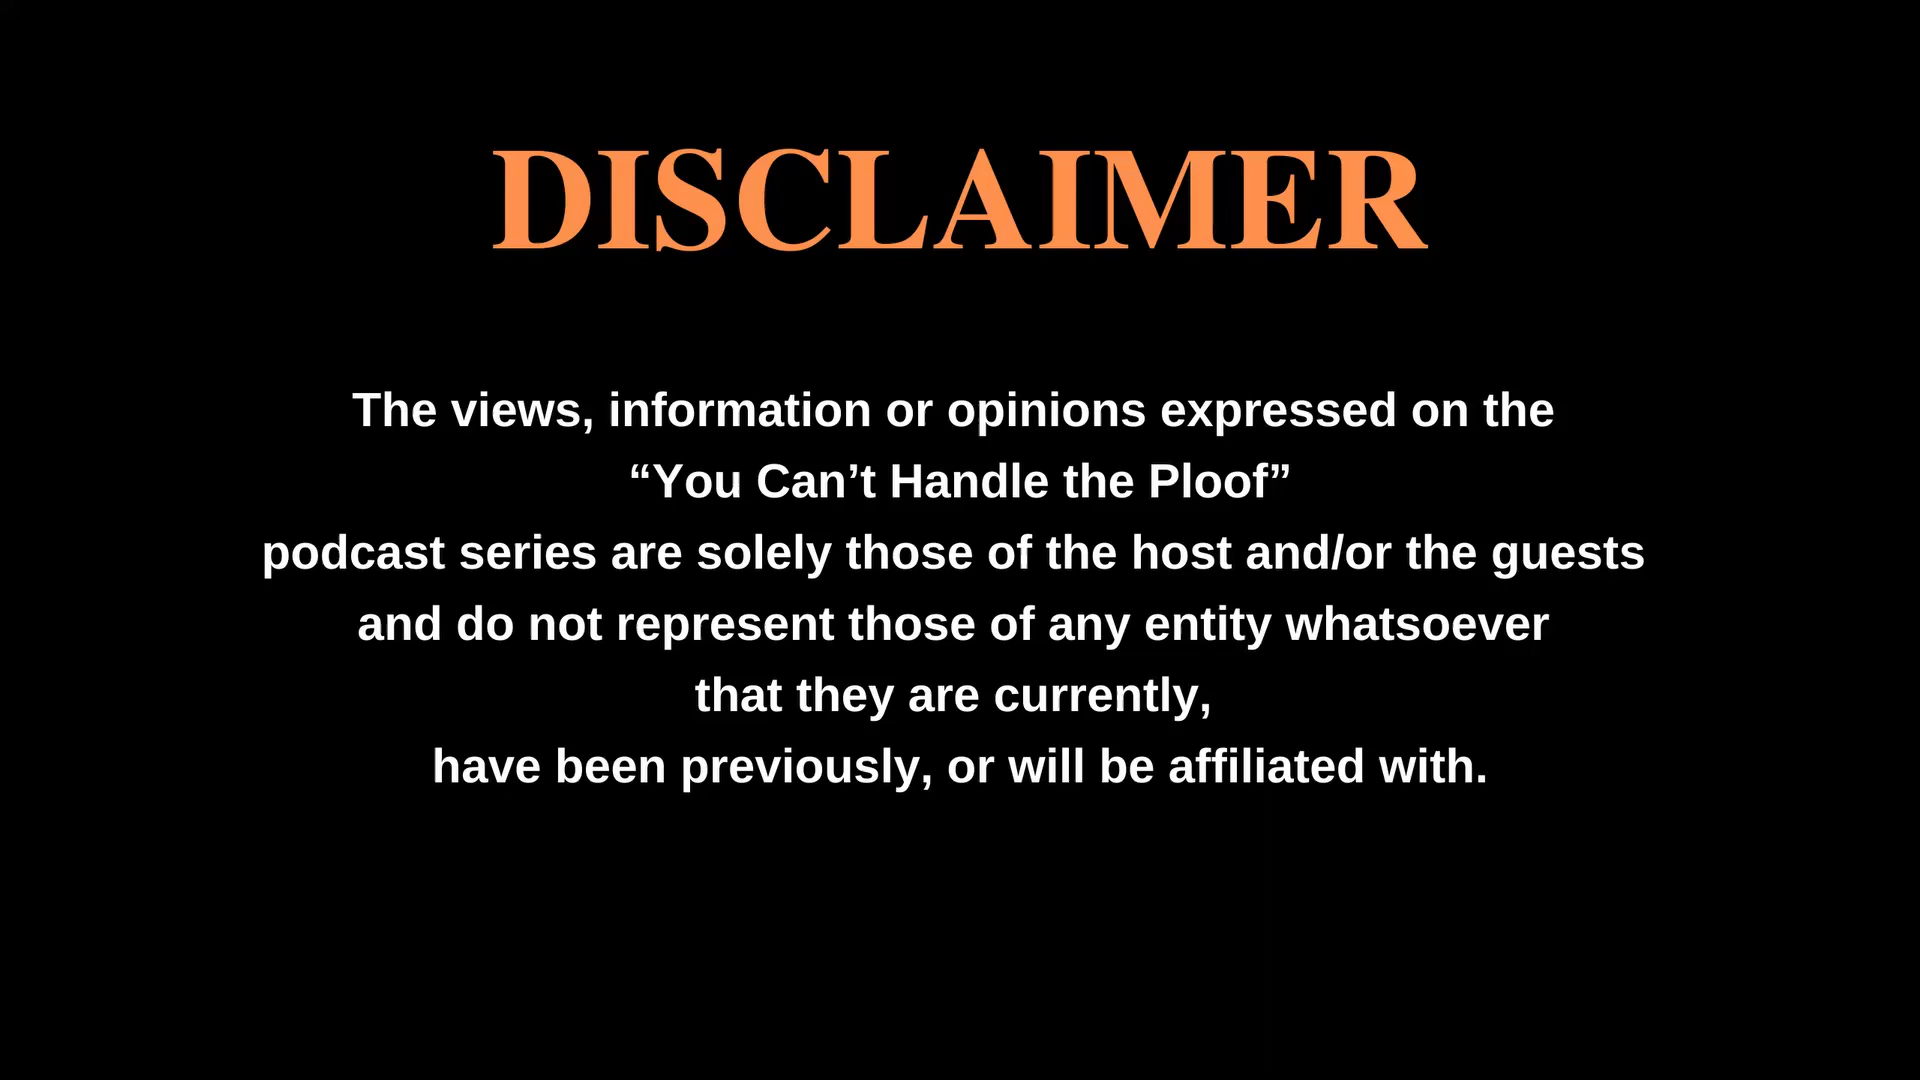 DISCLAIMER
The views, information or opinions expressed on the
“You Can’t Handle the Ploof”
podcast series are solely those of the host and/or the guests
and do not represent those of any entity whatsoever
that they are currently,
have been previously, or will be affiliated with.